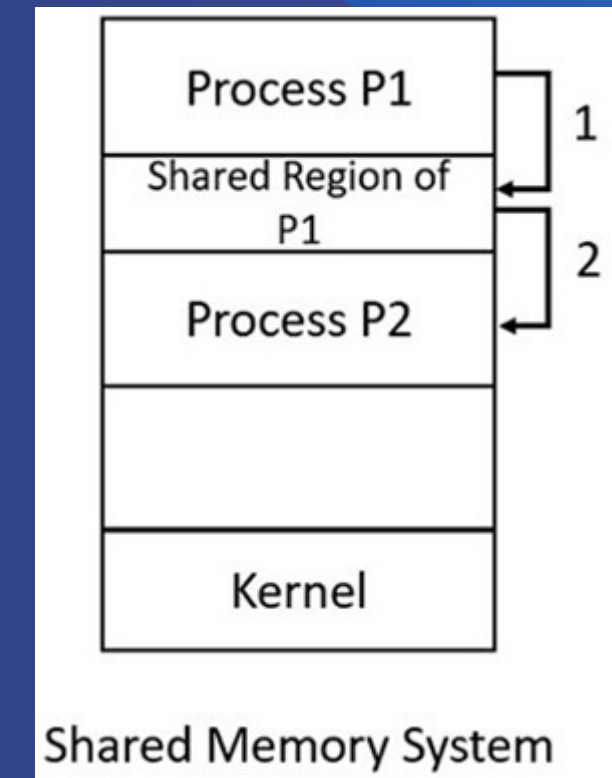 Process P1
1
Shared Region of
P1
2
Process P2
Kernel
Shared Memory System